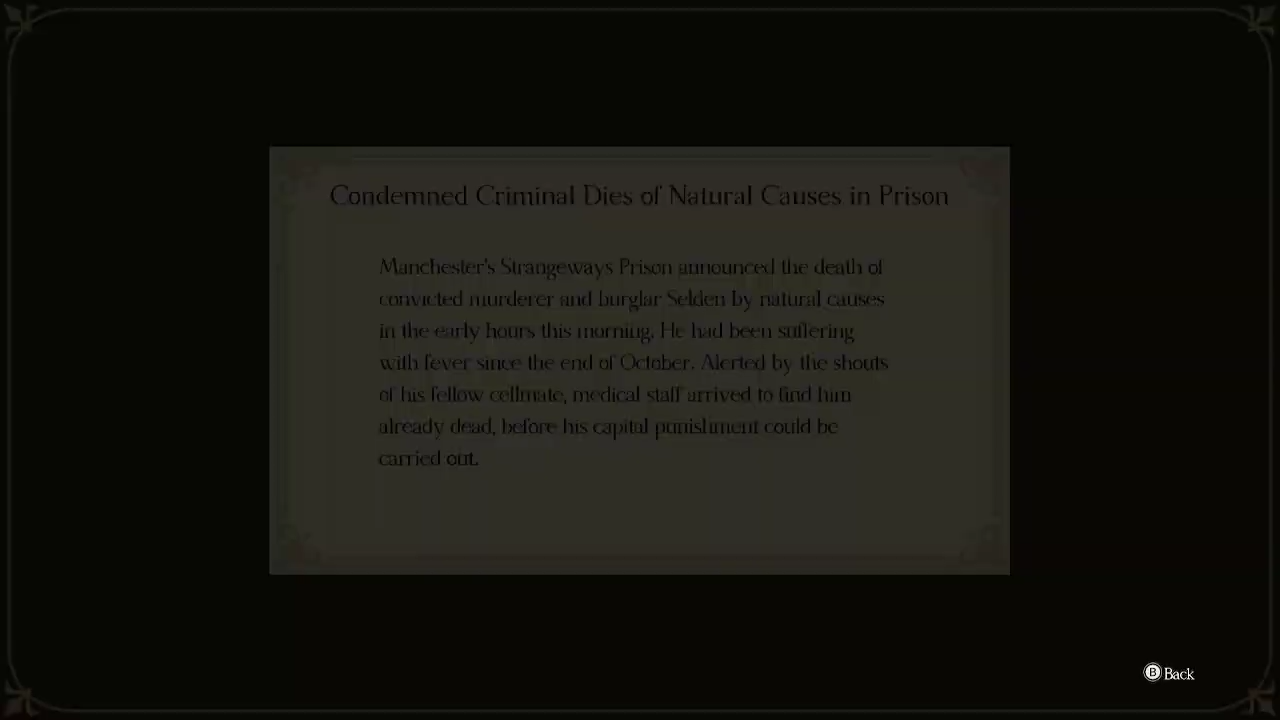 Condemned Criminal Dies of Natural Causes in Prison
Manchester's Strangeways Prison announced the death of
convicted murderer and burglar Selden by natural causes
in the early hours this morning. He had been suffering
with fever since the end of October. Alerted by the shouts
of his fellow cellmate, medical staff arrived to find him
already dead, before his capital punishment could be
carried out.
B Back